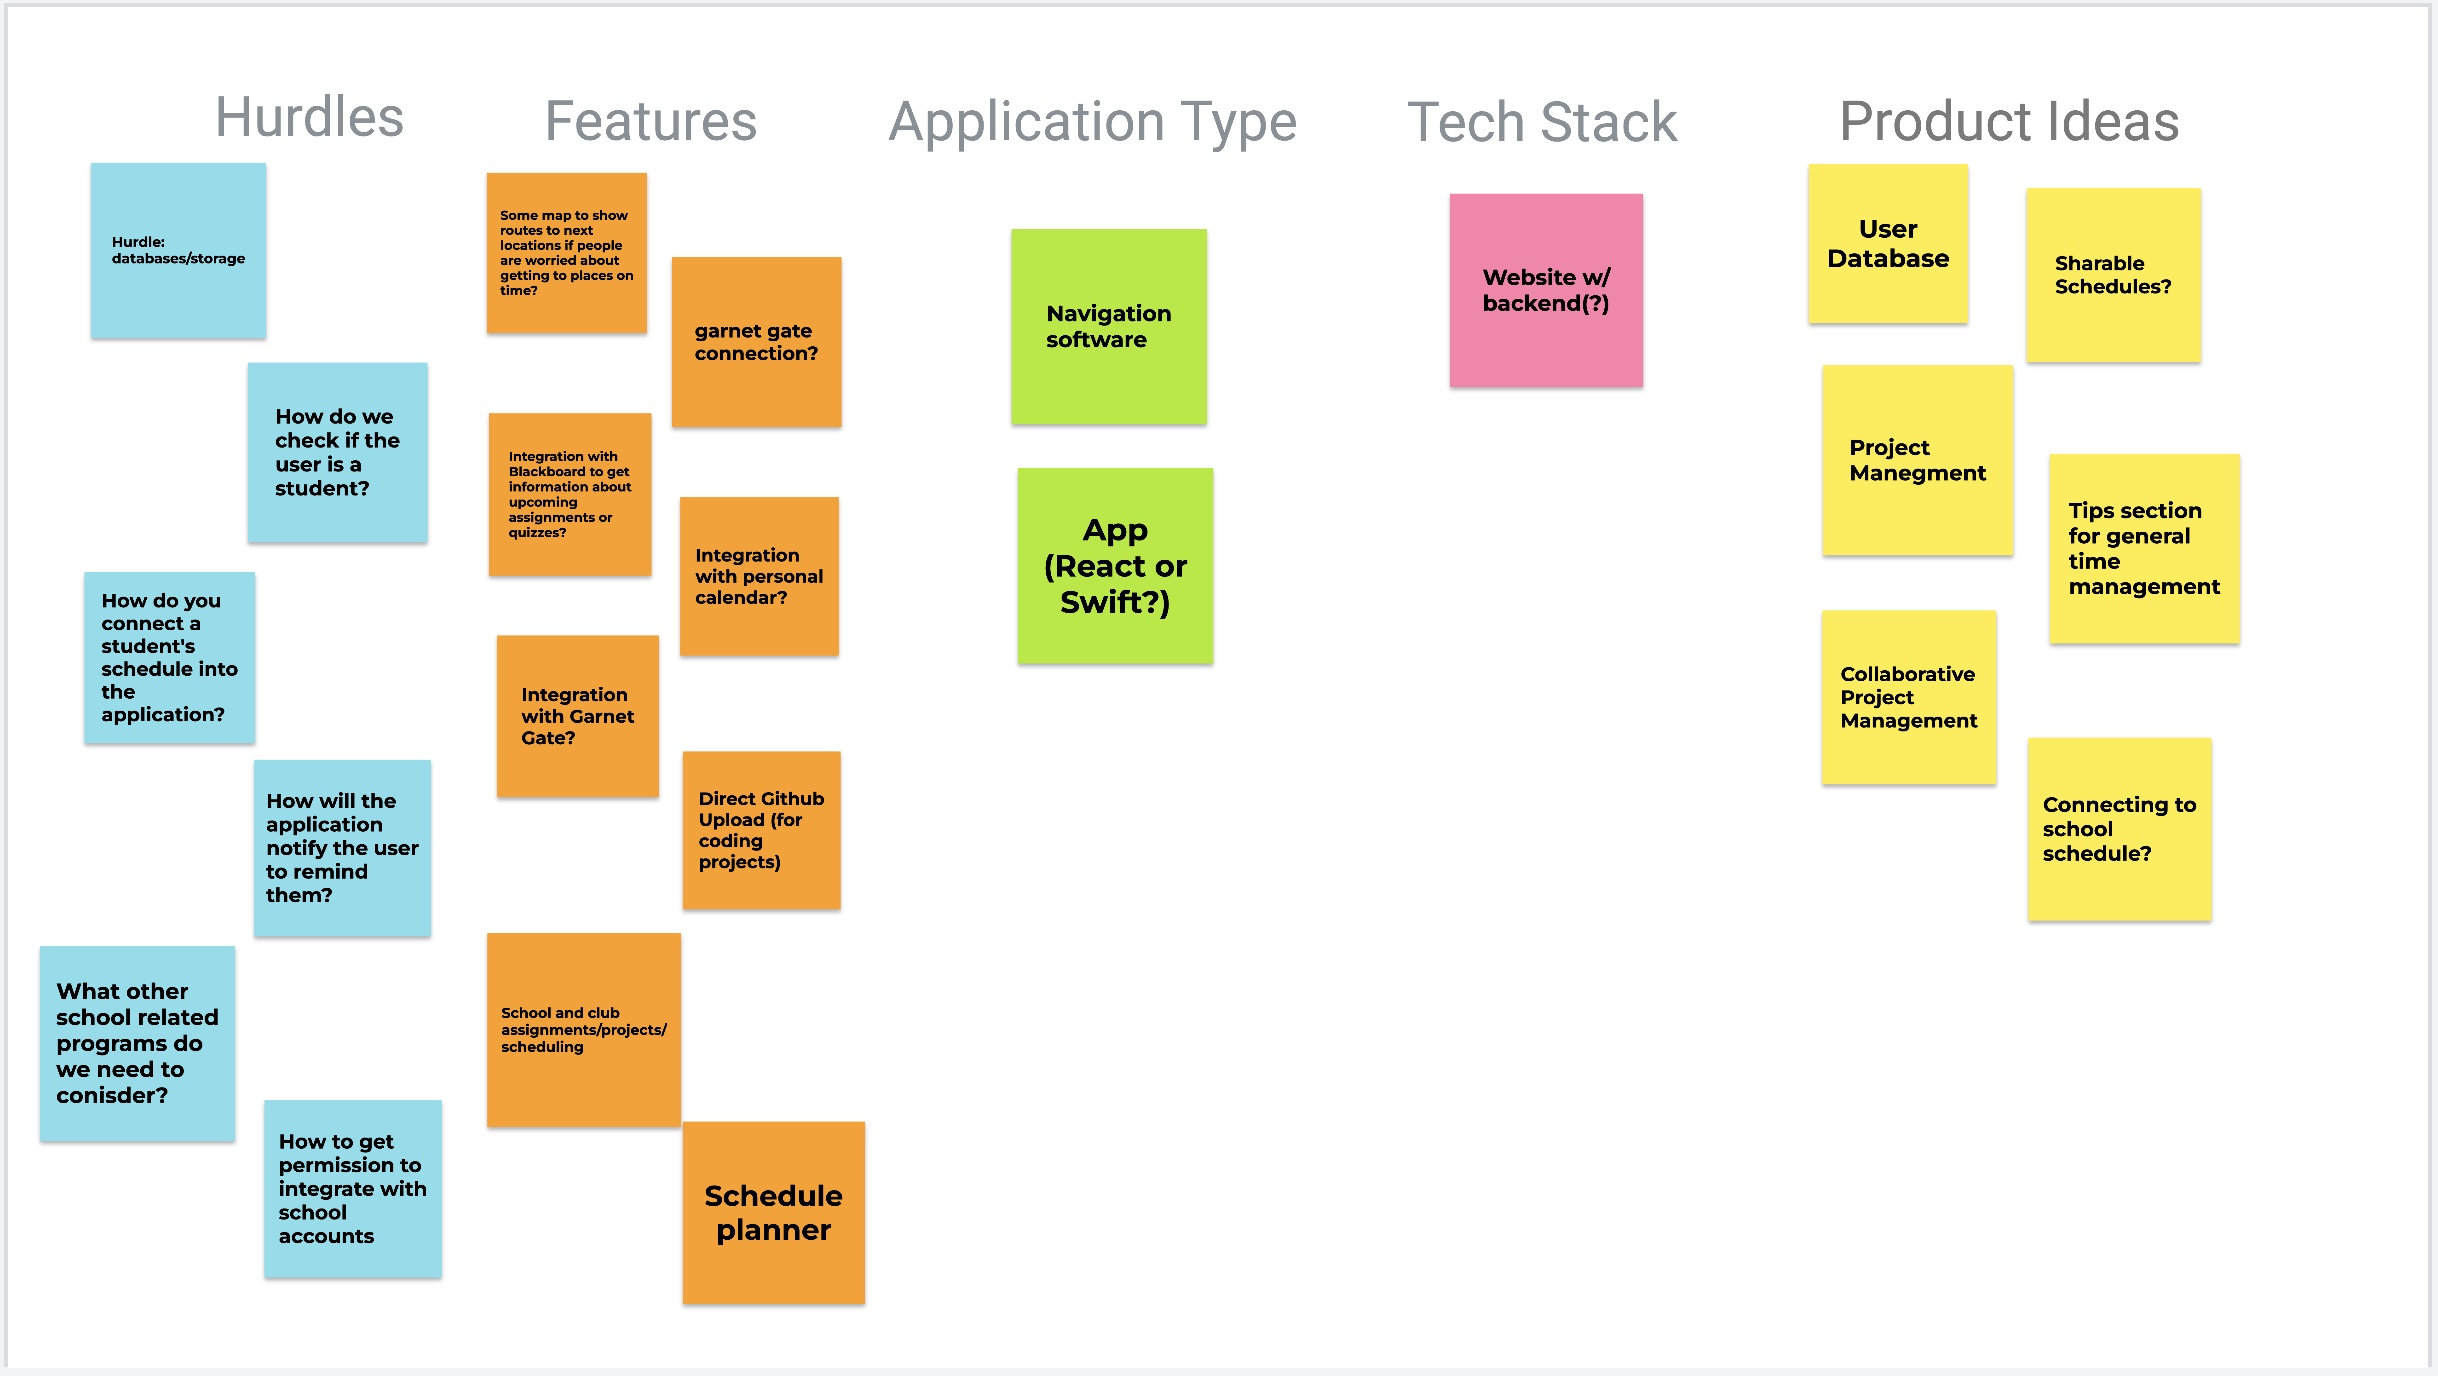 Hurdles
Features
Application Type
Tech Stack
Product Ideas
Hurdle:
databases/storage
How do we
check if the
user is a
student?
How do you
connect a
student's
schedule into
the
application?
How will the
application
notify the user
to remind
them?
What other
school related
programs do
we need to
conisder?
How to get
permission to
integrate with
school
accounts
Some map to show
routes to next
locations if people
are worried about
getting to places on
time?
garnet gate
connection?
Integration with
Blackboard to get
information about
upcoming
assignments or
quizzes?
Integration
with personal
calendar?
Integration
with Garnet
Gate?
Direct Github
Upload (for
coding
projects)
School and club
assignments/projects/
scheduling
Schedule
planner
Navigation
software
App
(React or
Swift?)
Website w/
backend(?)
User
Database
Sharable
Schedules?
Project
Manegment
Tips section
for general
time
management
Collaborative
Project
Management
Connecting to
school
schedule?